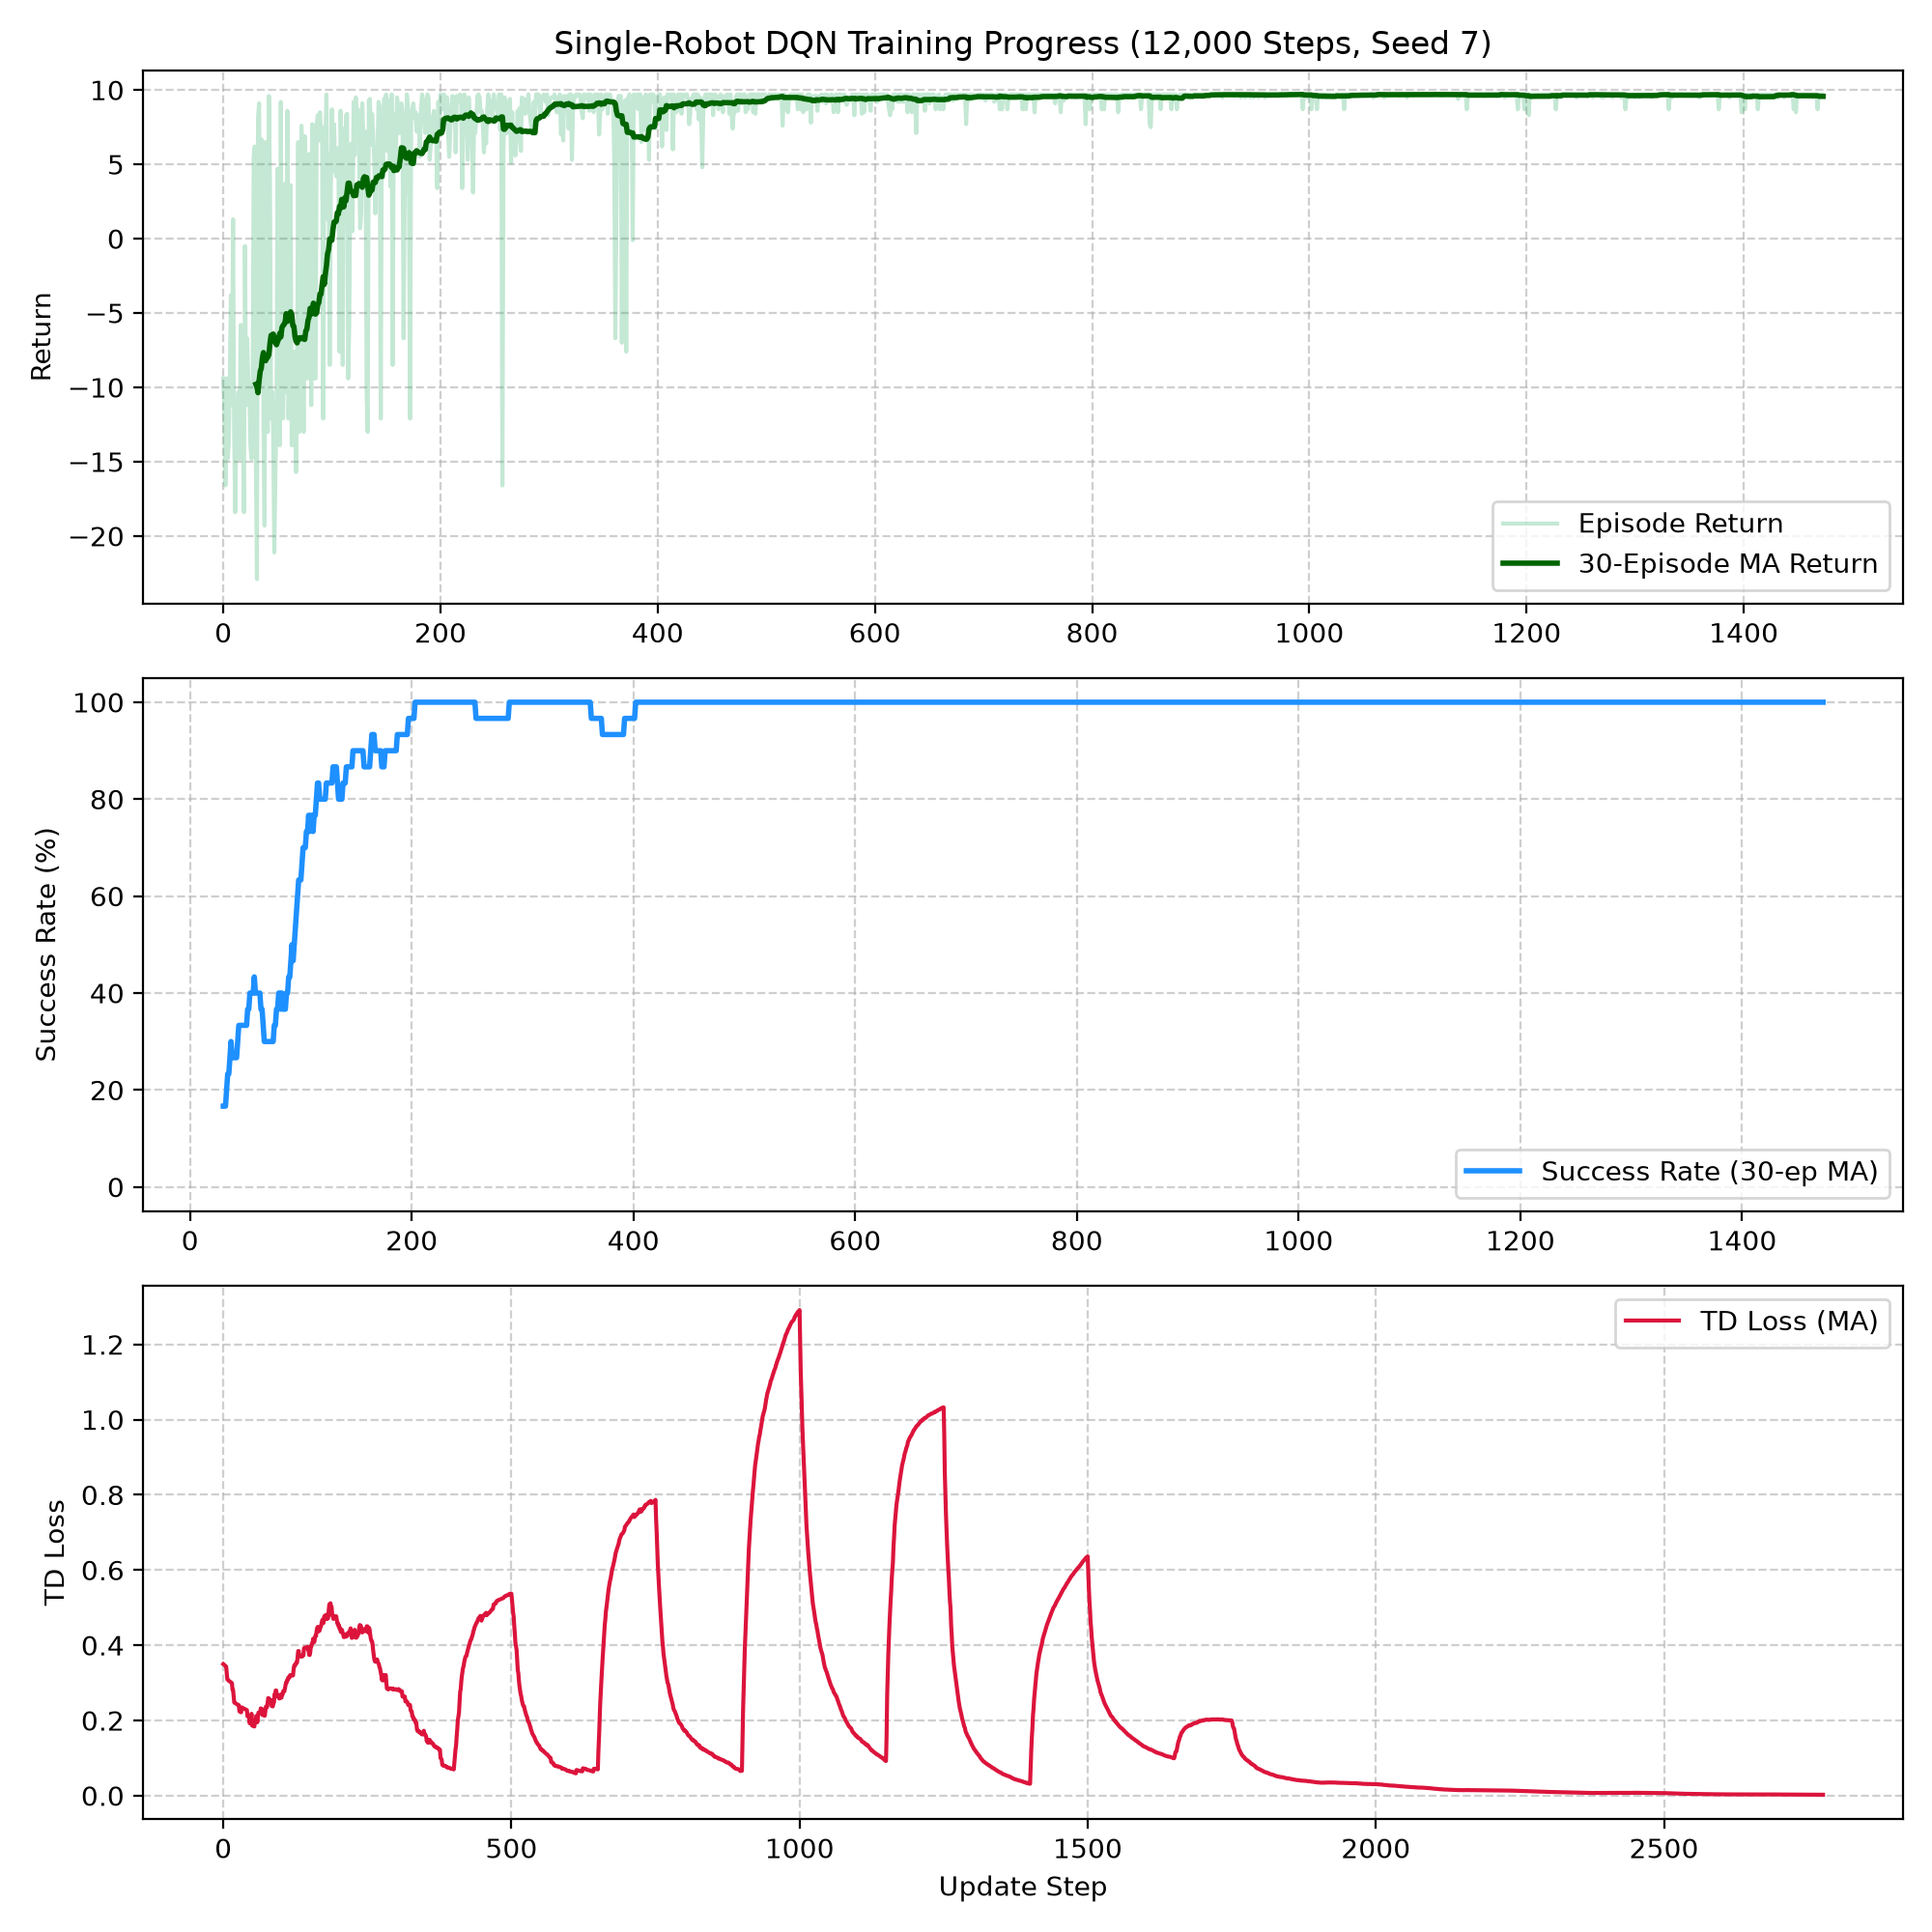 Single-Robot DQN Training Progress (12,000 Steps, Seed 7)
10
5
0
−5
−10
−15
−20
Return
Episode Return
30-Episode MA Return
0 200 400 600 800 1000 1200 1400
100
80
60
40
20
0
Success Rate (%)
Success Rate (30-ep MA)
0 200 400 600 800 1000 1200 1400
TD Loss (MA)
1.2
1.0
0.8
0.6
0.4
0.2
0.0
TD Loss
0 500 1000 1500 2000 2500
Update Step